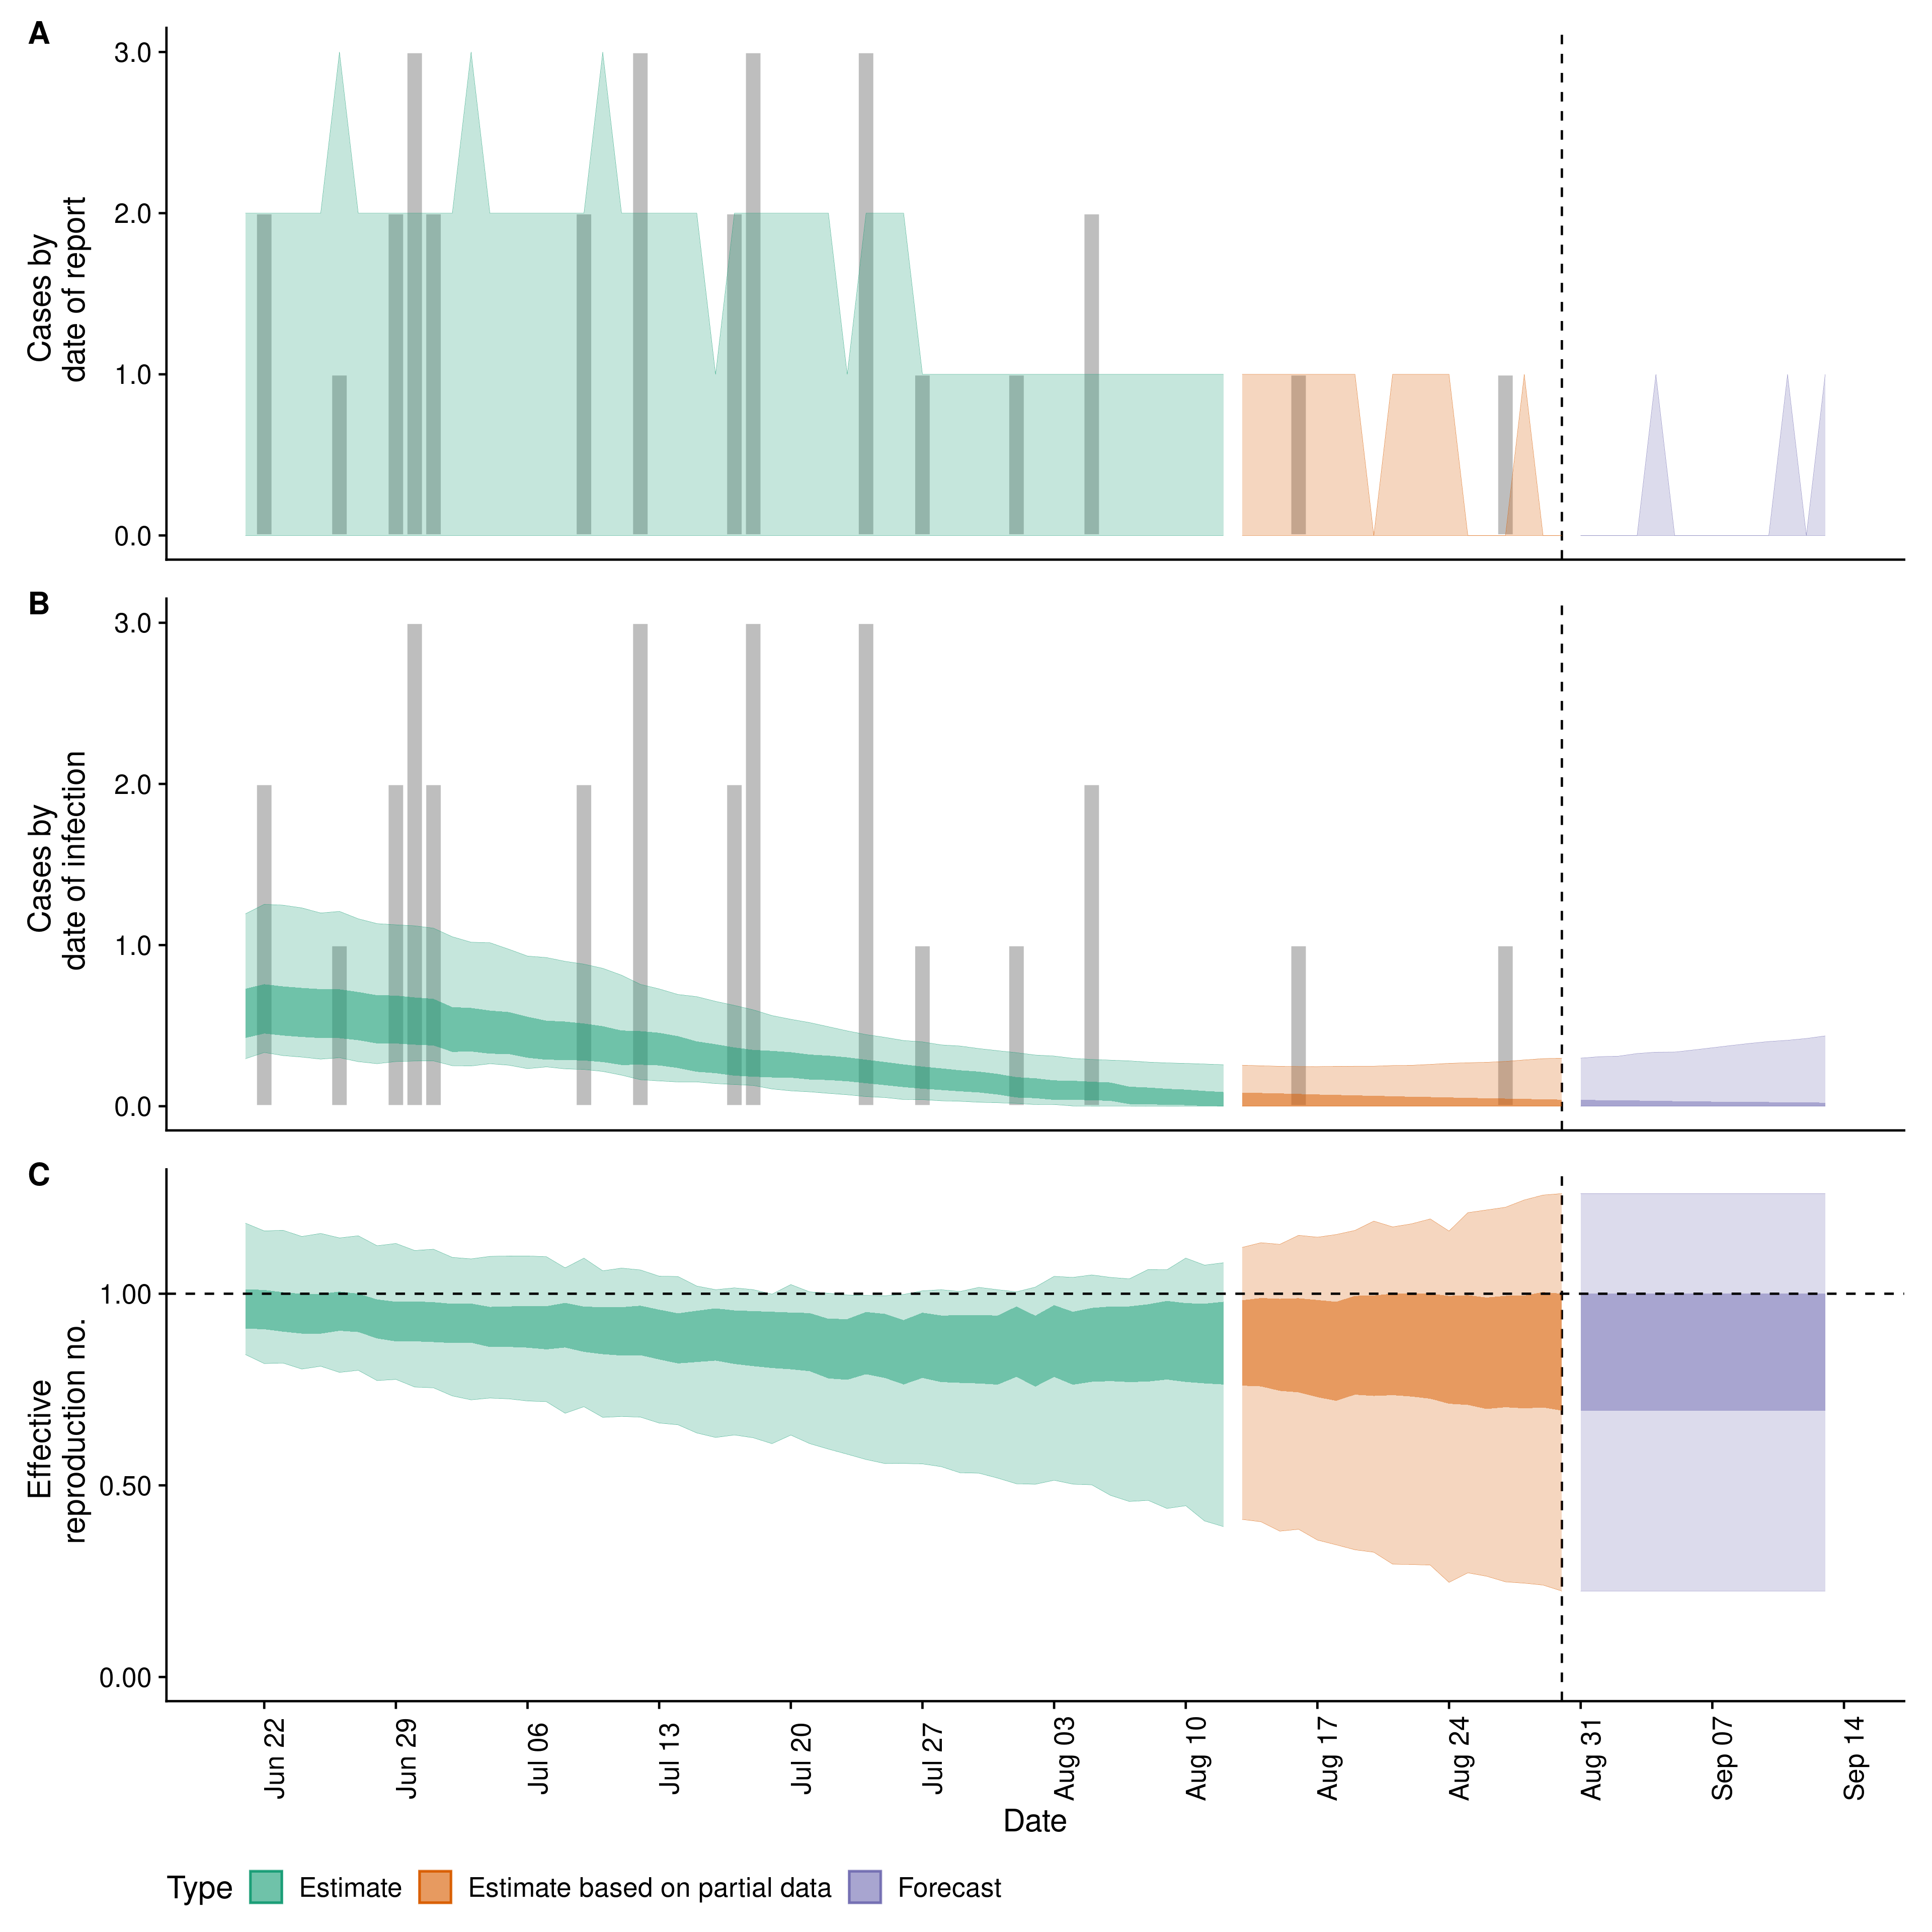 A
3.0
2.0
1.0
0.0
Cases by
date of report
B
3.0
2.0
1.0
0.0
Cases by
date of infection
C
1.00
0.50
0.00
Effective
reproduction no.
Jun 22
Jun 29
Jul 06
Jul 13
Jul 20
Jul 27
Aug 03
Aug 10
Aug 17
Aug 24
Aug 31
Sep 07
Sep 14
Date
Type Estimate Estimate based on partial data Forecast